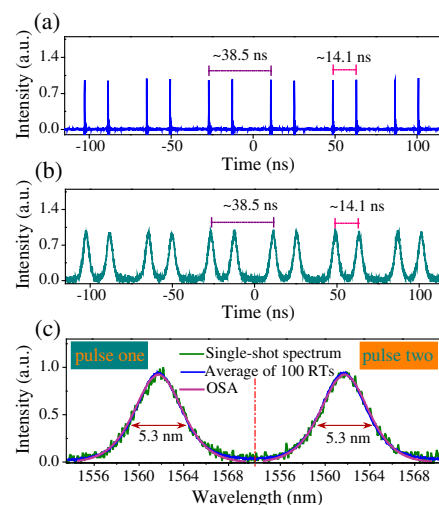 (a)
Intensity (a.u.)
1.4
0.7
0.0
~38.5 ns
~14.1 ns
-100 -50 0 50 100
Time (ns)
(b)
Intensity (a.u.)
1.4
0.7
0.0
~38.5 ns
~14.1 ns
-100 -50 0 50 100
Time (ns)
(c)
Intensity (a.u.)
1.0
0.5
0.0
pulse one
Single-shot spectrum
Average of 100 RTs
OSA
pulse two
5.3 nm
5.3 nm
1556 1560 1564 1568 1556 1560 1564 1568
Wavelength (nm)